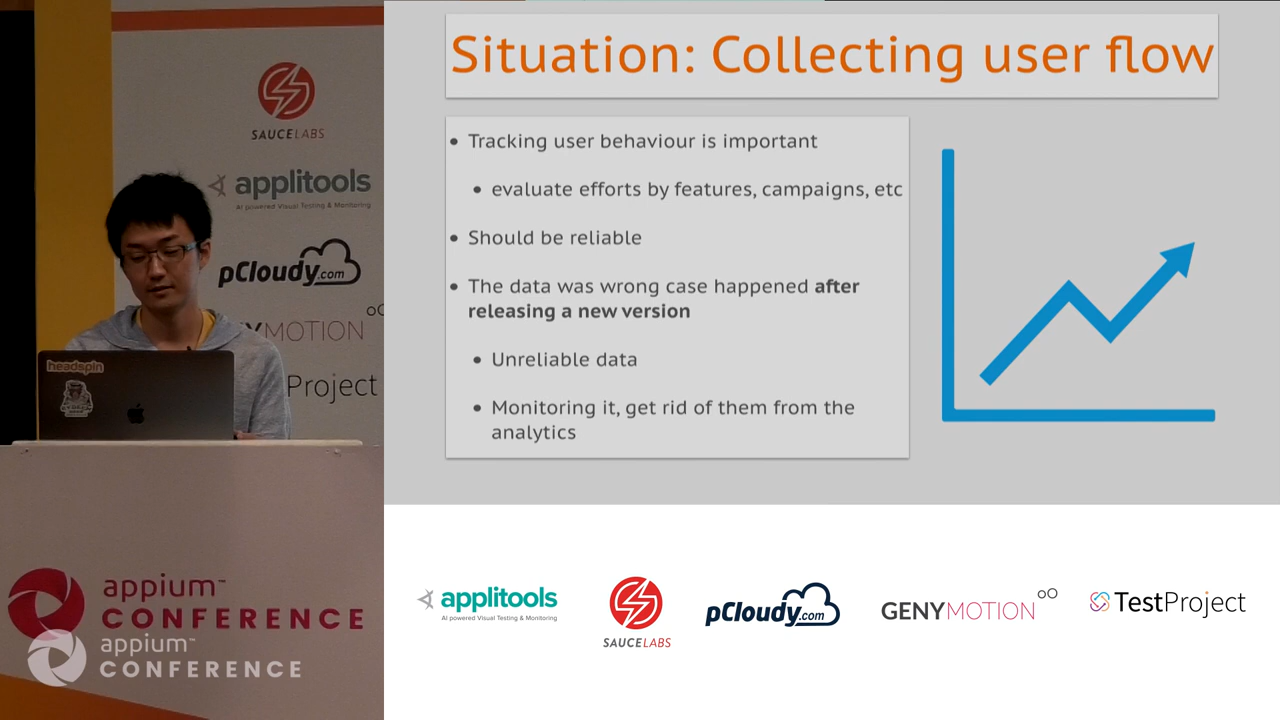 SAUCELABS
applitools
AI powered Visual Testing & Monitoring
pCloudy.com
NYMOTION
Project
headspin
appium™
CONFERENCE
appium™
CONFERENCE
Situation: Collecting user flow
• Tracking user behaviour is important
• evaluate efforts by features, campaigns, etc
• Should be reliable
• The data was wrong case happened after
releasing a new version
• Unreliable data
• Monitoring it, get rid of them from the
analytics
applitools
AI powered Visual Testing & Monitoring
SAUCELABS
pCloudy.com
GENYMOTION
TestProject